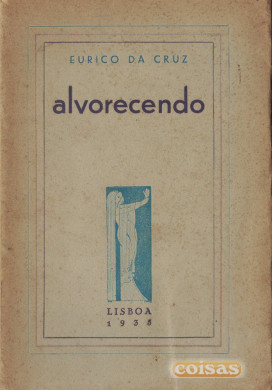 EURICO DA CRUZ
alvorecendo
LISBOA
1938
coisas